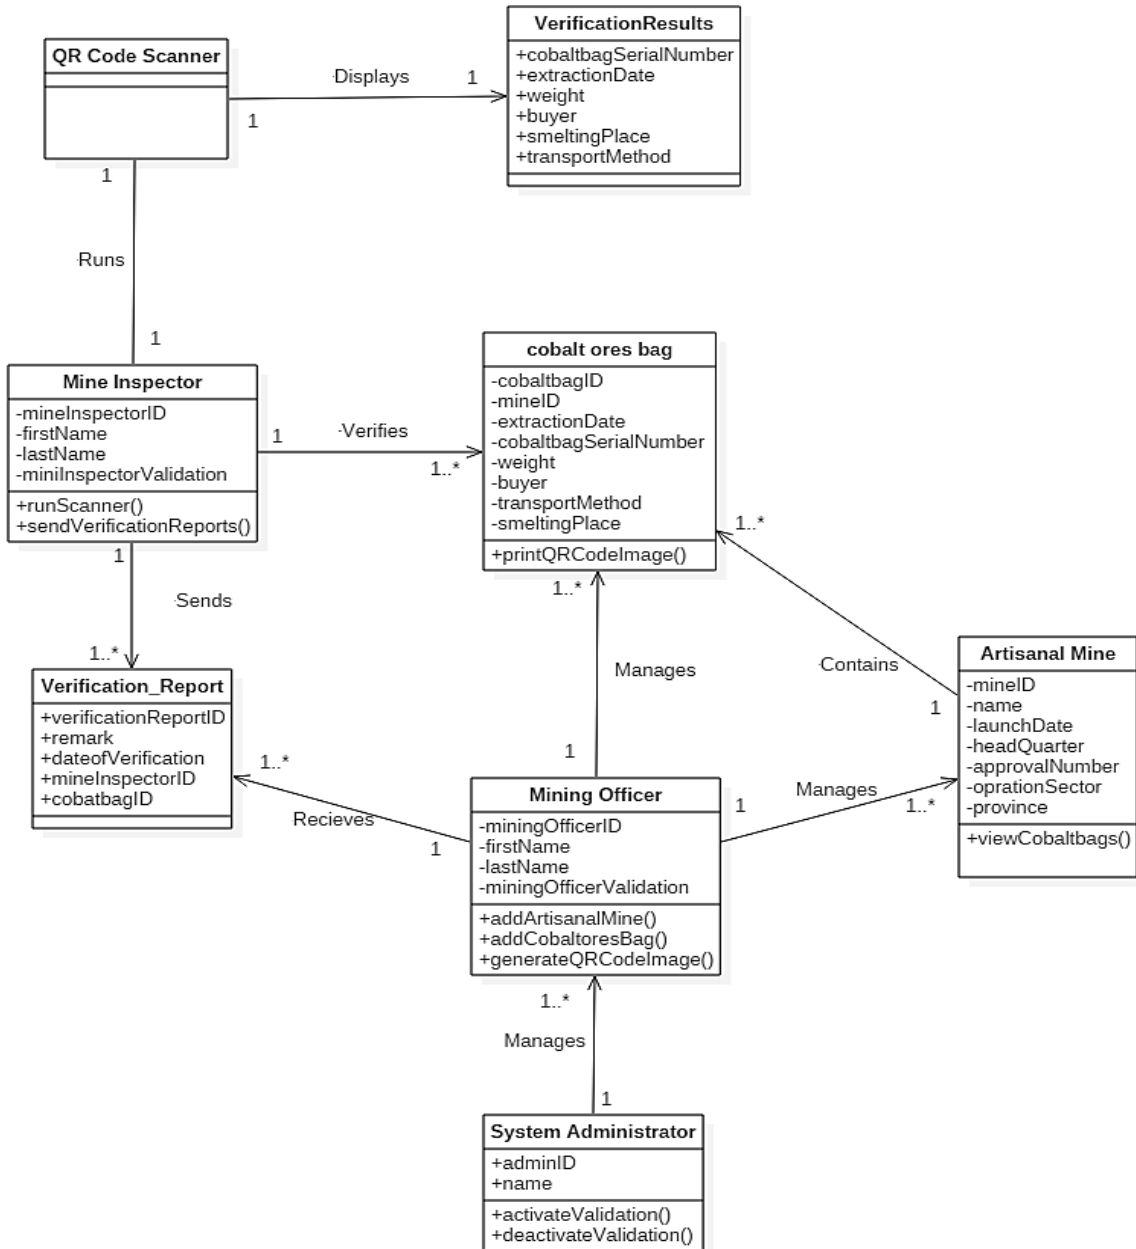 VerificationResults
+cobaltbagSerialNumber
+extractionDate
+weight
+buyer
+smeltingPlace
+transportMethod
QR Code Scanner
Displays
1
1
1
Runs
1
Mine Inspector
-mineInspectorID
-firstName
-lastName
-miniInspectorValidation
+runScanner()
+sendVerificationReports()
1
Verifies
1..*
cobalt ores bag
-cobaltbagID
-mineID
-extractionDate
-cobaltbagSerialNumber
-weight
-buyer
-transportMethod
-smeltingPlace
+printQRCodeImage()
1
Sends
1..*
1..*
1..*
Verification_Report
+verificationReportID
+remark
+dateofVerification
+mineInspectorID
+cobatbagID
Manages
Contains
1
Artisanal Mine
-mineID
-name
-launchDate
-headQuarter
-approvalNumber
-oprationSector
-province
+viewCobaltbags()
1..*
Recieves
1
1
Mining Officer
-miningOfficerID
-firstName
-lastName
-miningOfficerValidation
+addArtisanalMine()
+addCobaltoresBag()
+generateQRCodeImage()
Manages
1
1..*
1..*
Manages
1
System Administrator
+adminID
+name
+activateValidation()
+deactivateValidation()